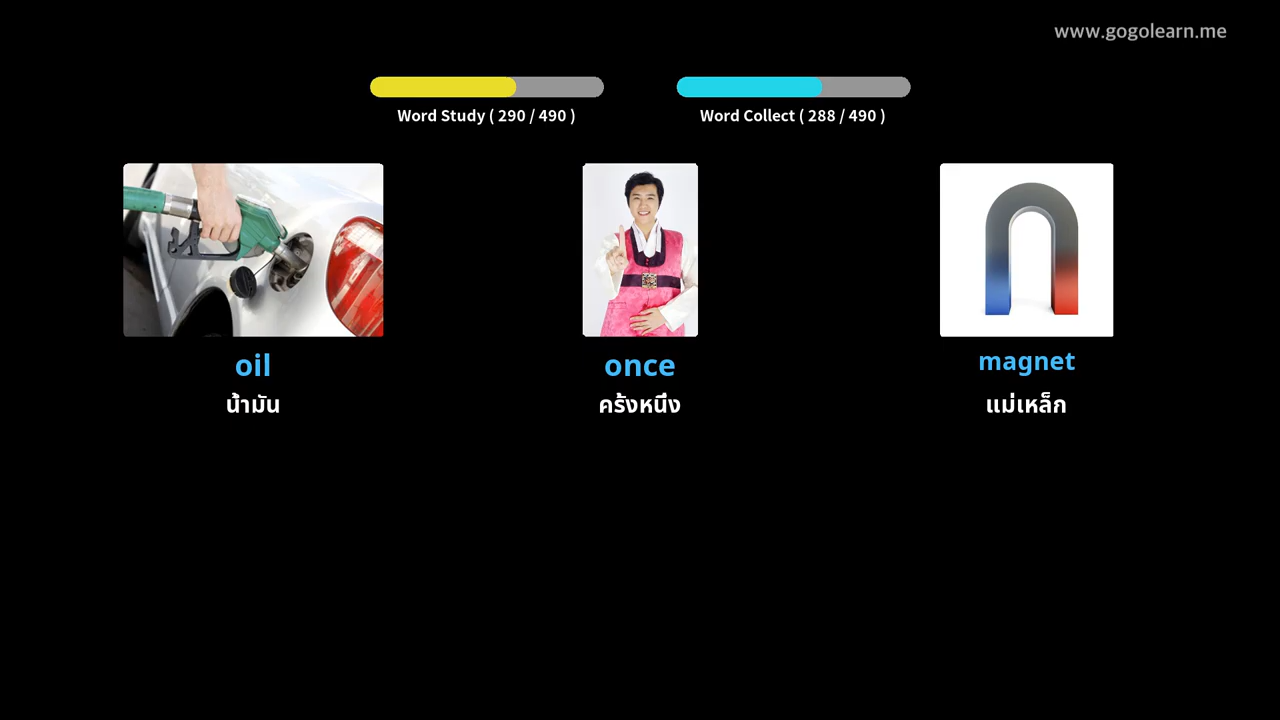 www.gogolearn.me
Word Study ( 290 / 490 )
Word Collect ( 288 / 490 )
oil
once
magnet
น้ำมัน
ครั้งหนึ่ง
แม่เหล็ก